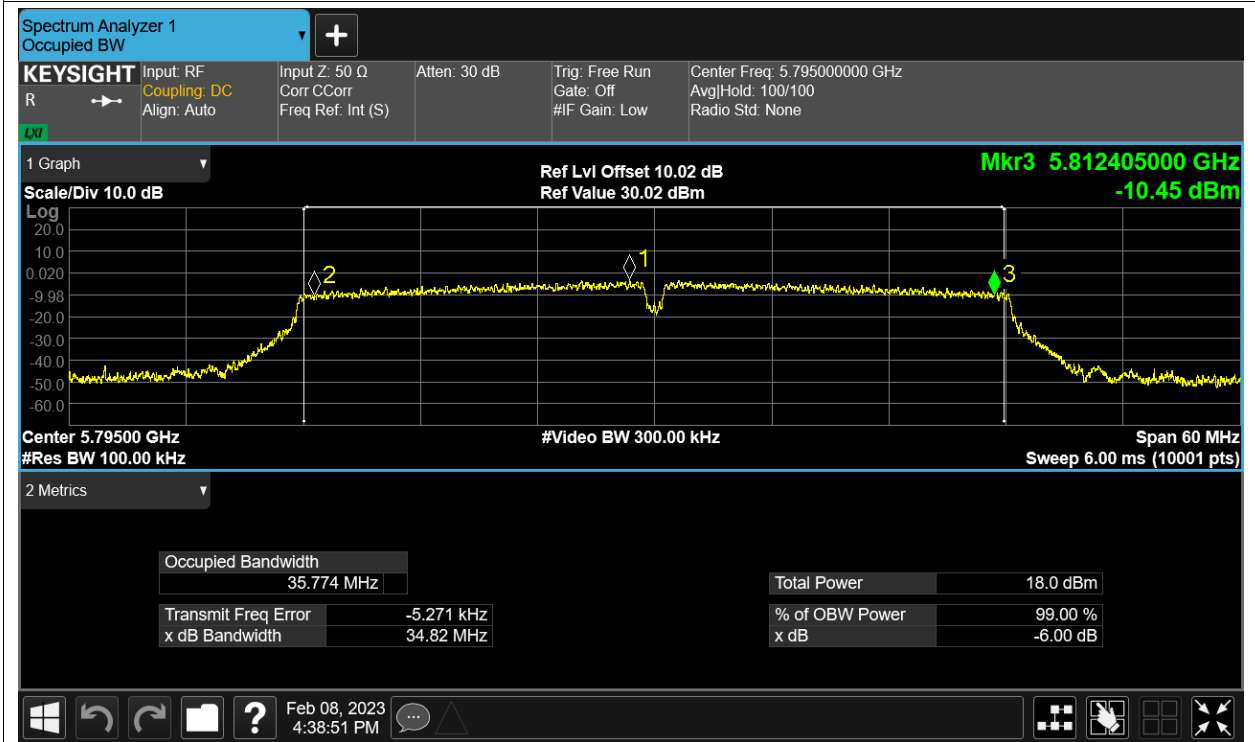 Spectrum Analyzer 1
Occupied BW
KEYSIGHT
R
LXI
Input: RF
Coupling: DC
Align: Auto
Input Z: 50 Ω
Corr CCorr
Freq Ref: Int (S)
Atten: 30 dB
Trig: Free Run
Gate: Off
#IF Gain: Low
Center Freq: 5.795000000 GHz
Avg|Hold: 100/100
Radio Std: None
1 Graph
Scale/Div 10.0 dB
Ref Lvl Offset 10.02 dB
Ref Value 30.02 dBm
Mkr3 5.812405000 GHz
-10.45 dBm
Log
20.0
10.0
0.020
-9.98
-20.0
-30.0
-40.0
-50.0
-60.0
2
1
3
Center 5.79500 GHz
#Video BW 300.00 kHz
Span 60 MHz
#Res BW 100.00 kHz
Sweep 6.00 ms (10001 pts)
2 Metrics
Occupied Bandwidth
35.774 MHz
Transmit Freq Error -5.271 kHz
x dB Bandwidth 34.82 MHz
Total Power 18.0 dBm
% of OBW Power 99.00 %
x dB -6.00 dB
?
Feb 08, 2023
4:38:51 PM